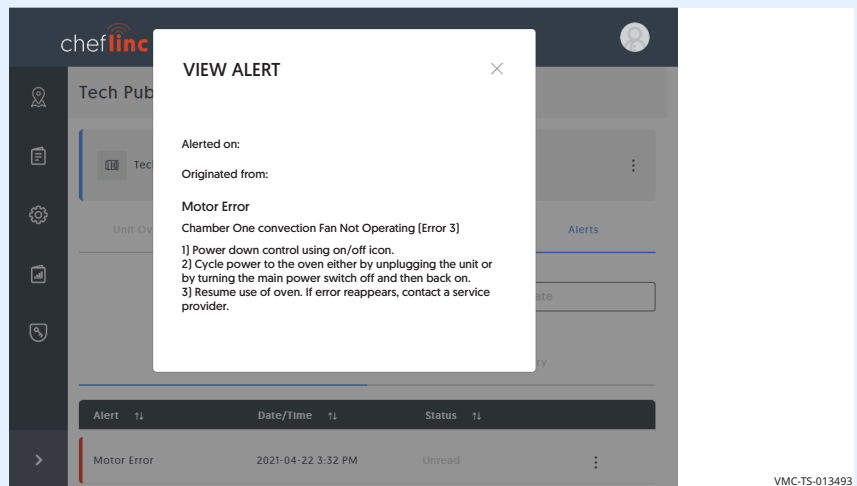 cheflinc
VIEW ALERT
Tech Pub
Alerted on:
Tec
Originated from:
Motor Error
Chamber One convection Fan Not Operating (Error 3)
Unit Ov
Alerts
1) Power down control using on/off icon.
2) Cycle power to the oven either by unplugging the unit or
by turning the main power switch off and then back on.
3) Resume use of oven. If error reappears, contact a service
provider.
ate
ry
Alert ↑↓ Date/Time ↑↓ Status ↑↓
Motor Error 2021-04-22 3:32 PM Unread
VMC-TS-013493